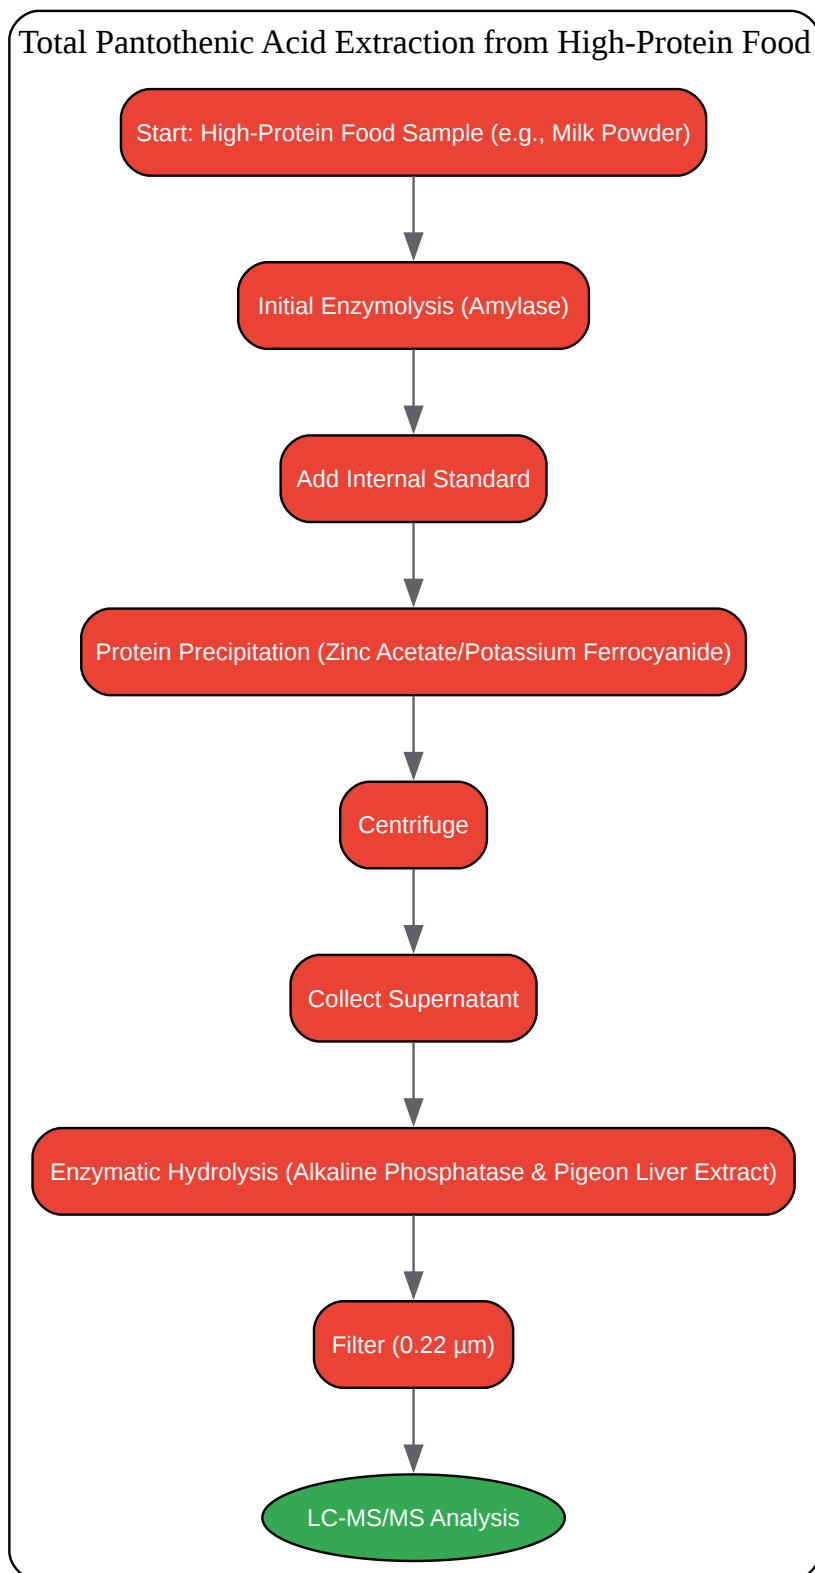 Total Pantothenic Acid Extraction from High-Protein Food
Start: High-Protein Food Sample (e.g., Milk Powder)
Initial Enzymolysis (Amylase)
Add Internal Standard
Protein Precipitation (Zinc Acetate/Potassium Ferrocyanide)
Centrifuge
Collect Supernatant
Enzymatic Hydrolysis (Alkaline Phosphatase & Pigeon Liver Extract)
Filter (0.22 µm)
LC-MS/MS Analysis